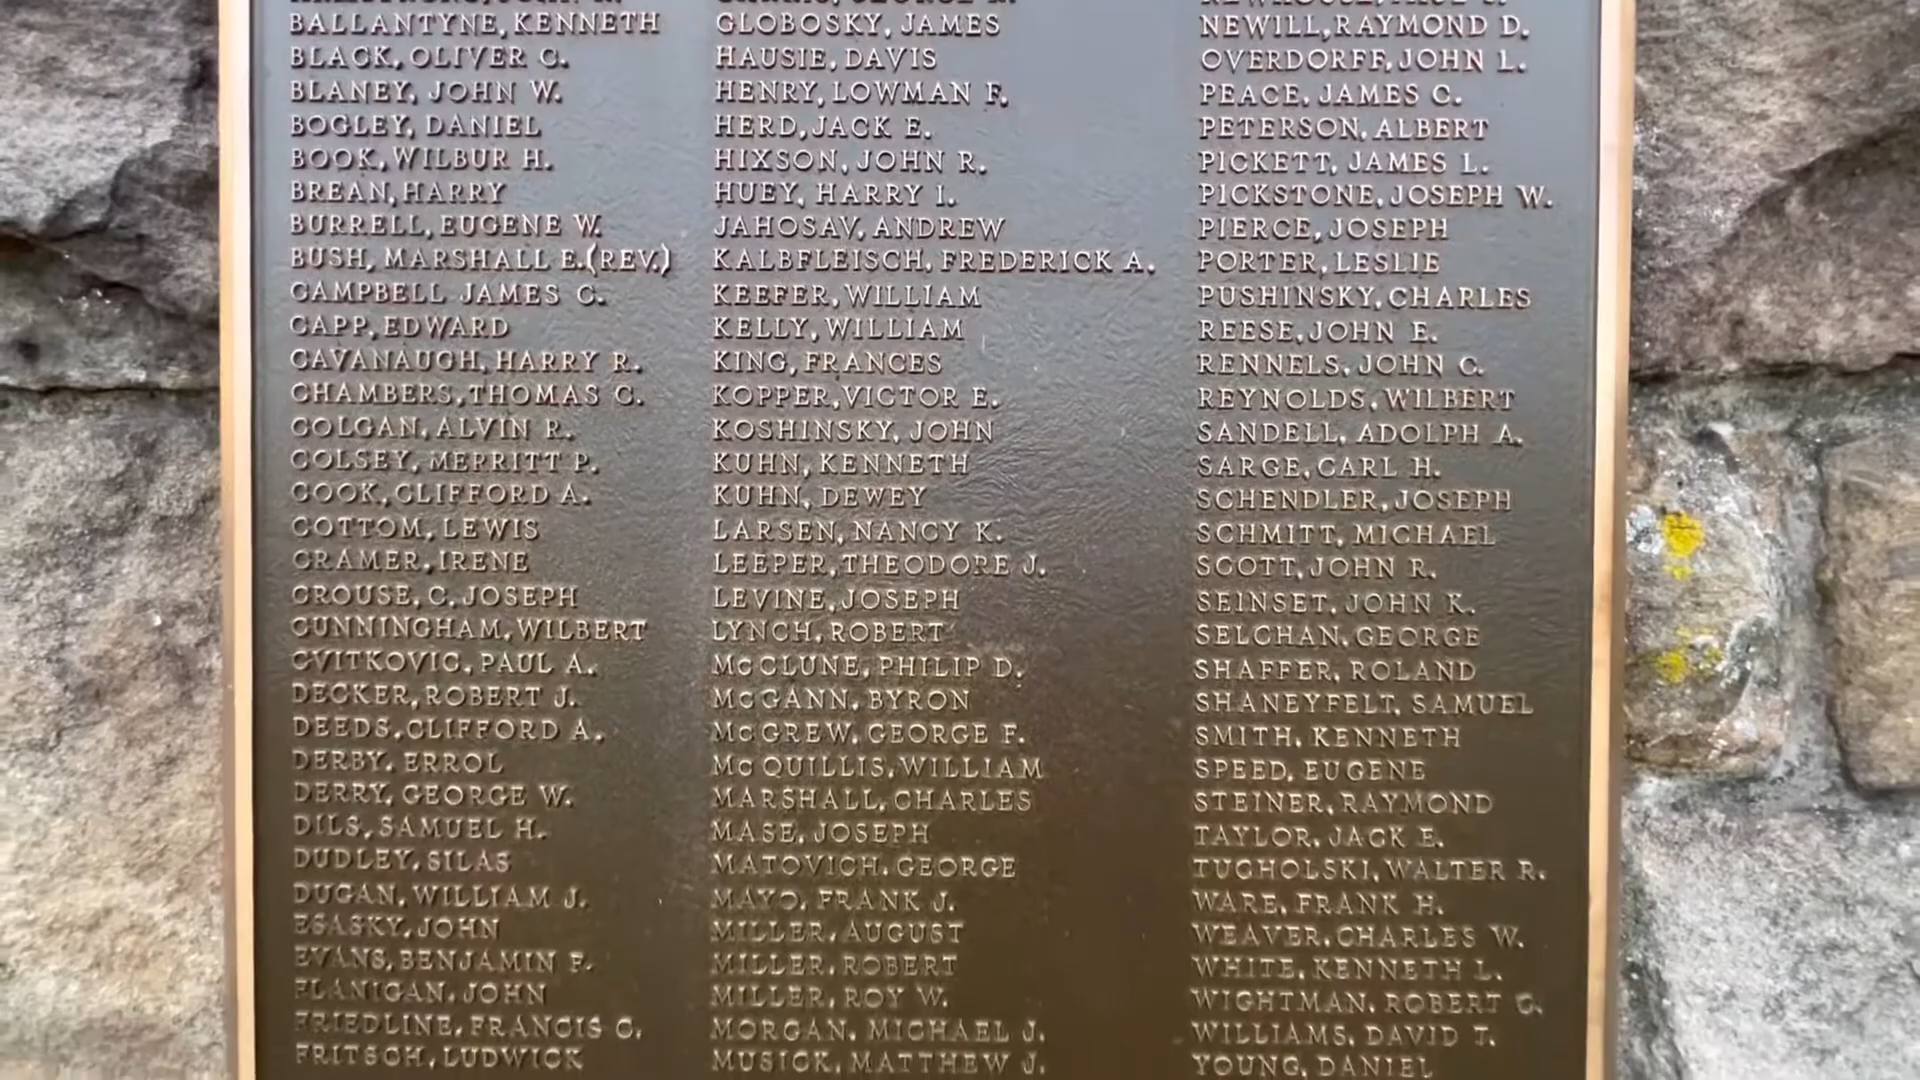 BALLANTYNE, KENNETH
BLACK, OLIVER C.
BLANEY, JOHN W.
BOGLEY, DANIEL
BOOK, WILBUR H.
BREAN, HARRY
BURRELL, EUGENE W.
BUSH, MARSHALL E.(REV.)
CAMPBELL JAMES C.
CAPP, EDWARD
CAVANAUGH, HARRY R.
CHAMBERS, THOMAS C.
COLGAN, ALVIN R.
COLSEY, MERRITT P.
COOK, CLIFFORD A.
COTTOM, LEWIS
CRAMER, IRENE
CROUSE, C. JOSEPH
CUNNINGHAM, WILBERT
CVITKOVIC, PAUL A.
DECKER, ROBERT J.
DEEDS, CLIFFORD A.
DERBY, ERROL
DERRY, GEORGE W.
DILS, SAMUEL H.
DUDLEY, SILAS
DUGAN, WILLIAM J.
ESASKY, JOHN
EVANS, BENJAMIN F.
FLANIGAN, JOHN
FRIEDLINE, FRANCIS C.
FRITSCH, LUDWICK
GLOBOSKY, JAMES
HAUSIE, DAVIS
HENRY, LOWMAN F.
HERD, JACK E.
HIXSON, JOHN R.
HUEY, HARRY I.
JAHOSAV, ANDREW
KALBFLEISCH, FREDERICK A.
KEEFER, WILLIAM
KELLY, WILLIAM
KING, FRANCES
KOPPER, VICTOR E.
KOSHINSKY, JOHN
KUHN, KENNETH
KUHN, DEWEY
LARSEN, NANCY K.
LEEPER, THEODORE J.
LEVINE, JOSEPH
LYNCH, ROBERT
McCLUNE, PHILIP D.
McGANN, BYRON
McGREW, GEORGE F.
McQUILLIS, WILLIAM
MARSHALL, CHARLES
MASE, JOSEPH
MATOVICH, GEORGE
MAYO, FRANK J.
MILLER, AUGUST
MILLER, ROBERT
MILLER, ROY W.
MORGAN, MICHAEL J.
MUSICK, MATTHEW J.
NEWILL, RAYMOND D.
OVERDORFF, JOHN L.
PEACE, JAMES C.
PETERSON, ALBERT
PICKETT, JAMES L.
PICKSTONE, JOSEPH W.
PIERCE, JOSEPH
PORTER, LESLIE
PUSHINSKY, CHARLES
REESE, JOHN E.
RENNELS, JOHN C.
REYNOLDS, WILBERT
SANDELL, ADOLPH A.
SARGE, CARL H.
SCHENDLER, JOSEPH
SCHMITT, MICHAEL
SCOTT, JOHN R.
SEINSET, JOHN K.
SELCHAN, GEORGE
SHAFFER, ROLAND
SHANEYFELT, SAMUEL
SMITH, KENNETH
SPEED, EUGENE
STEINER, RAYMOND
TAYLOR, JACK E.
TUCHOLSKI, WALTER R.
WARE, FRANK H.
WEAVER, CHARLES W.
WHITE, KENNETH L.
WIGHTMAN, ROBERT C.
WILLIAMS, DAVID T.
YOUNG, DANIEL